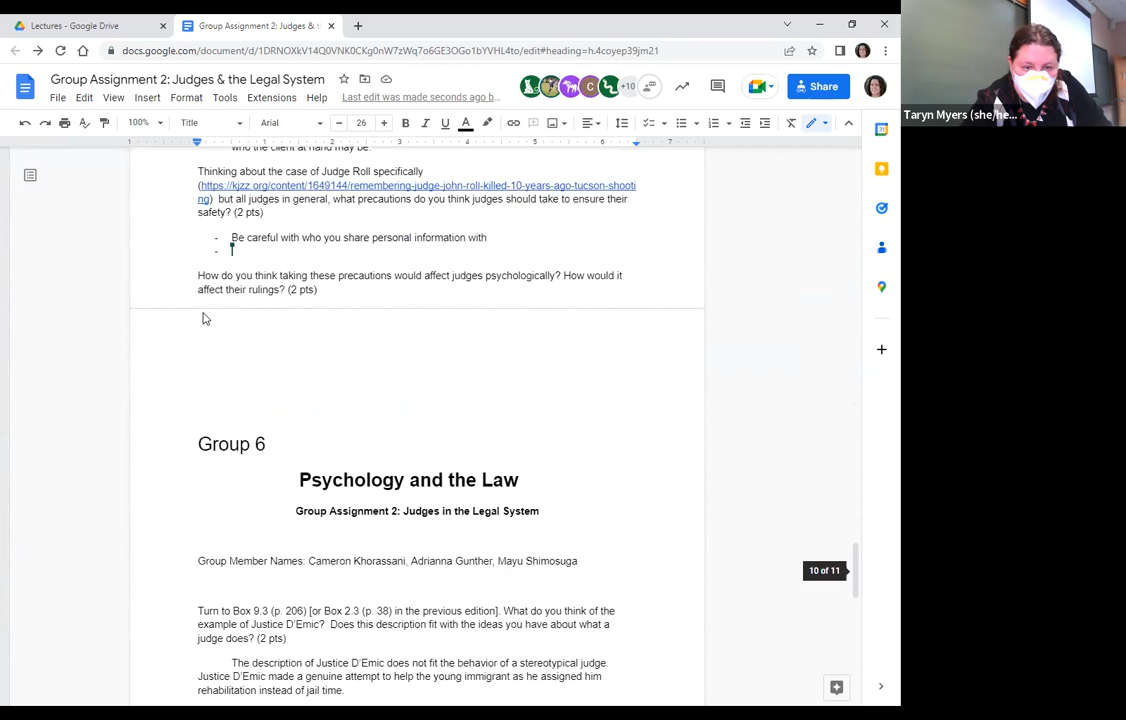 Lectures - Google Drive
Group Assignment 2: Judges & t
docs.google.com/document/d/1DRNOXkV14Q0VNK0CKg0nW7zWq7o6GE3OGo1bYVHL4to/edit#heading=h.4coyep39jm21
Group Assignment 2: Judges & the Legal System
File Edit View Insert Format Tools Extensions Help Last edit was made seconds ago b...
+10
Share
Taryn Myers (she/he...
100% Title Arial 26
1 1 2 3 4 5 6 7
who the client at hand may be.
Thinking about the case of Judge Roll specifically
(https://kjzz.org/content/1649144/remembering-judge-john-roll-killed-10-years-ago-tucson-shooti
ng) but all judges in general, what precautions do you think judges should take to ensure their
safety? (2 pts)
- Be careful with who you share personal information with
-
How do you think taking these precautions would affect judges psychologically? How would it
affect their rulings? (2 pts)
Group 6
Psychology and the Law
Group Assignment 2: Judges in the Legal System
Group Member Names: Cameron Khorassani, Adrianna Gunther, Mayu Shimosuga
10 of 11
Turn to Box 9.3 (p. 206) [or Box 2.3 (p. 38) in the previous edition]. What do you think of the
example of Justice D'Emic? Does this description fit with the ideas you have about what a
judge does? (2 pts)
The description of Justice D'Emic does not fit the behavior of a stereotypical judge.
Justice D'Emic made a genuine attempt to help the young immigrant as he assigned him
rehabilitation instead of jail time.